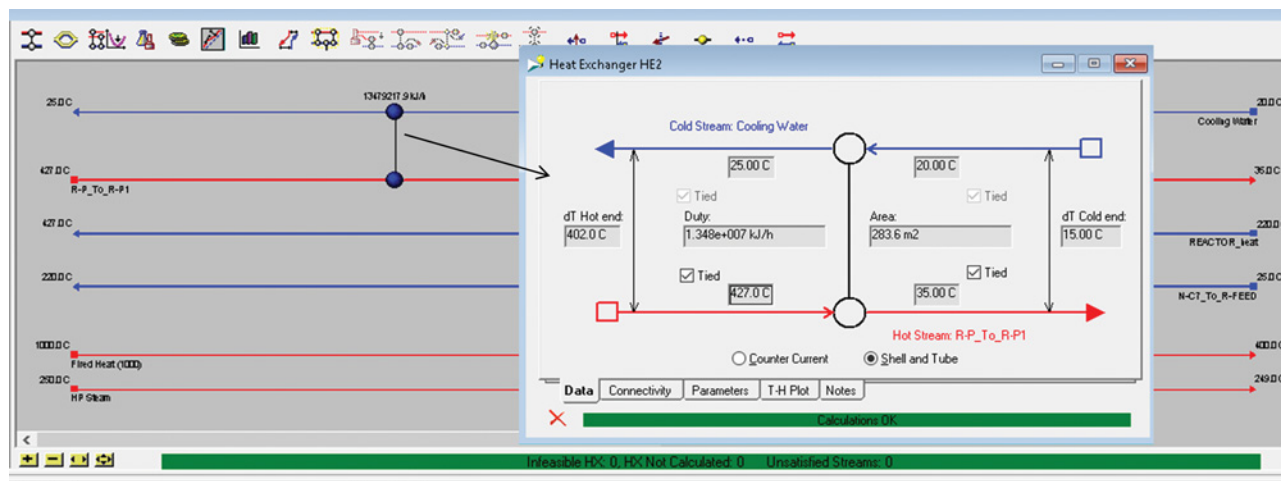 Heat Exchanger HE2
25.0 C
13479217.9 kJ/h
20.0 C
Cooling Water
427.0 C
R-P_To_R-P1
35.0 C
427.0 C
220.0 C
REACTOR_heat
220.0 C
25.0 C
N-C7_To_R-FEED
1000.0 C
Fired Heat (1000)
400.0 C
250.0 C
HP Steam
249.0 C
Cold Stream: Cooling Water
25.00 C
20.00 C
Tied
Tied
dT Hot end:
Duty:
Area:
dT Cold end:
402.0 C
1.348e+007 kJ/h
283.6 m2
15.00 C
Tied
Tied
427.0 C
35.00 C
Hot Stream: R-P_To_R-P1
Counter Current
Shell and Tube
Data
Connectivity
Parameters
T-H Plot
Notes
Calculations OK
Infeasible HX: 0, HX Not Calculated: 0 Unsatisfied Streams: 0